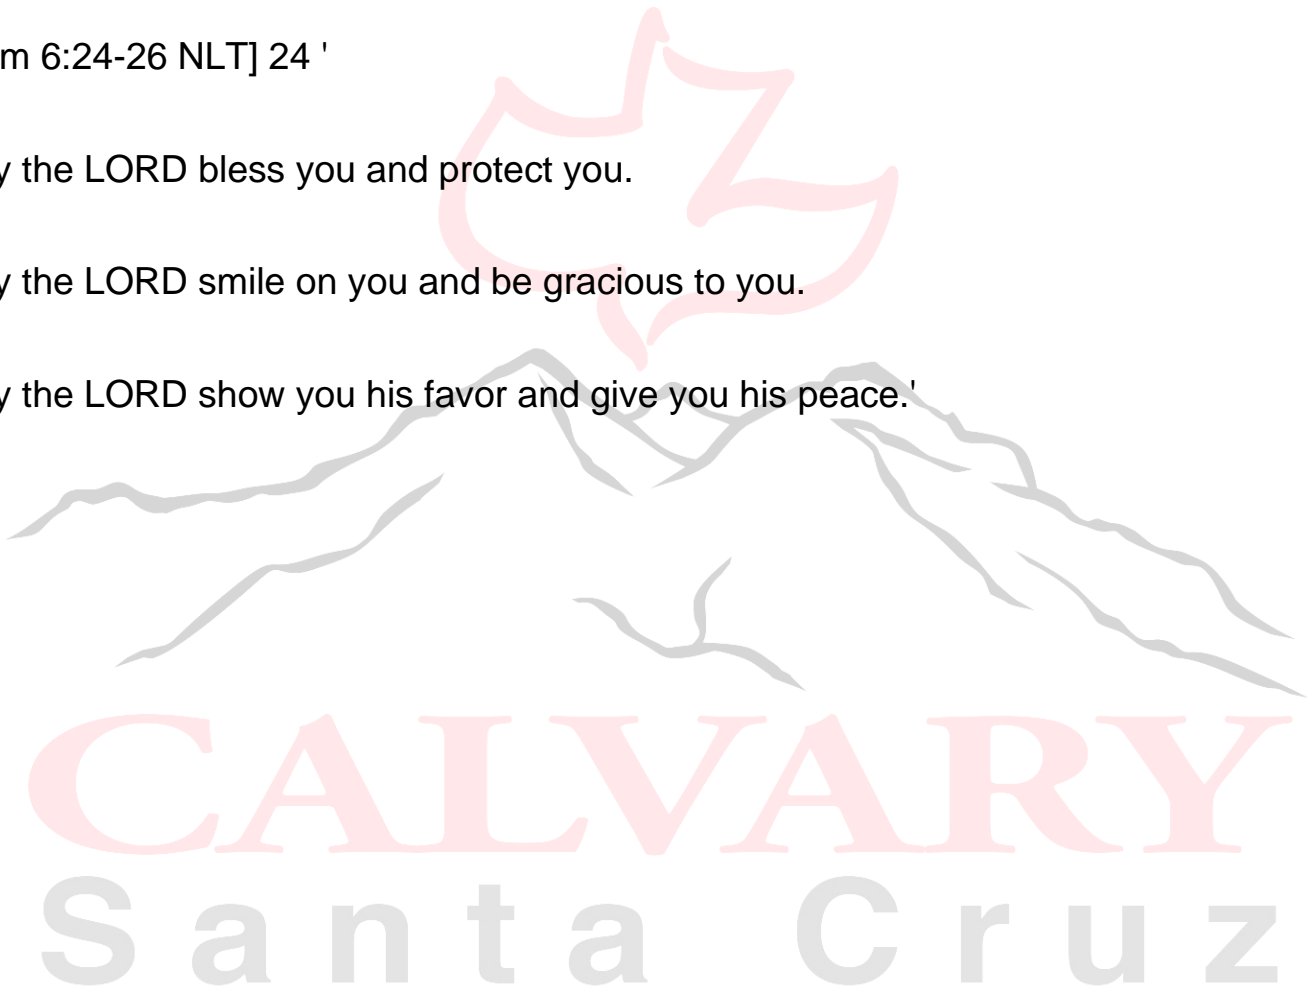 m 6:24-26 NLT] 24 '
y the LORD bless you and protect you.
y the LORD smile on you and be gracious to you.
y the LORD show you his favor and give you his peace.'
CALVARY
Santa Cruz